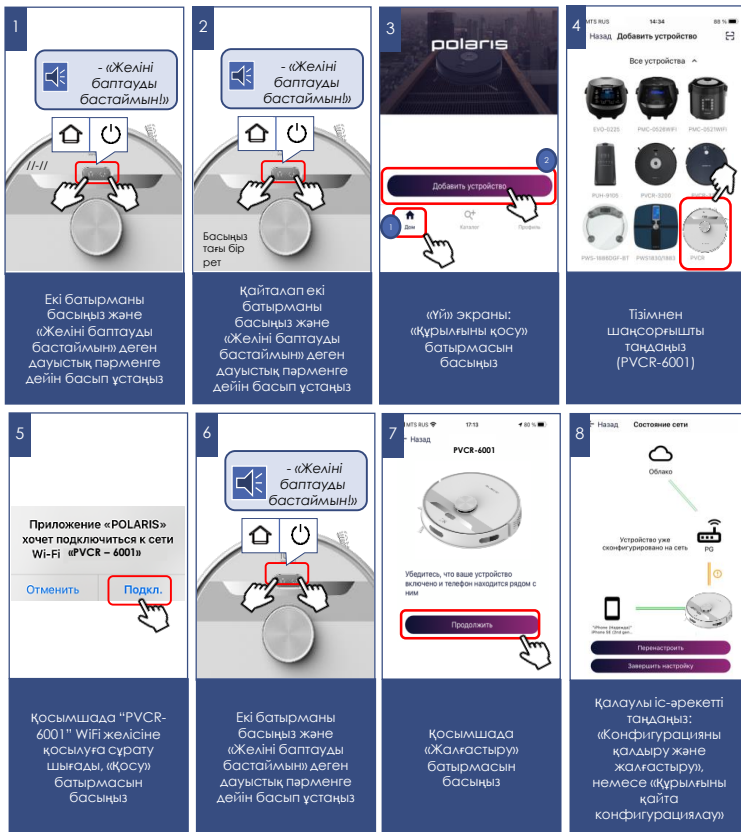 1
- «Желіні
баптауды
бастаймын!»
//-//
Екі батырманы
басыңыз және
«Желіні баптауды
бастаймын» деген
дауыстық пәрменге
дейін басып ұстаңыз
2
- «Желіні
баптауды
бастаймын!»
Басыңыз
тағы бір
рет
Қайталап екі
батырманы
басыңыз және
«Желіні баптауды
бастаймын» деген
дауыстық пәрменге
дейін басып ұстаңыз
3
polaris
2
Добавить устройство
1
Дом
Каталог
Профиль
«Үй» экраны:
«Құрылғыны қосу»
батырмасын
басыңыз
4
MTS RUS 14:34 88 %
Назад Добавить устройство
Все устройства
EVO-0225 PMC-0528WIFI PMC-0521WIFI
PUH-9105 PVCR-3200
PWS-1888DGF-BT PWS1830/1883 PVCR
Тізімнен
шаңсорғышты
таңдаңыз
(PVCR-6001)
5
Приложение «POLARIS»
хочет подключиться к сети
Wi-Fi «PVCR – 6001»
Отменить Подкл.
Қосымшада “PVCR-
6001” WiFi желісіне
қосылуға сұрату
шығады, «Қосу»
батырмасын
басыңыз
6
- «Желіні
баптауды
бастаймын!»
Екі батырманы
басыңыз және
«Желіні баптауды
бастаймын» деген
дауыстық пәрменге
дейін басып ұстаңыз
7
MTS RUS 17:13 80 %
Назад
PVCR-6001
Убедитесь, что ваше устройство
включено и телефон находится рядом с
ним
Продолжить
Қосымшада
«Жалғастыру»
батырмасын
басыңыз
8
Назад Состояние сети
Облако
Устройство уже
сконфигурировано на сеть
PG
iPhone SE (2nd gen...
Перенастроить
Завершить настройку
Қалаулы іс-әрекетті
таңдаңыз:
«Конфигурацияны
қалдыру және
жалғастыру»,
немесе «Құрылғыны
қайта
конфигурациялау»